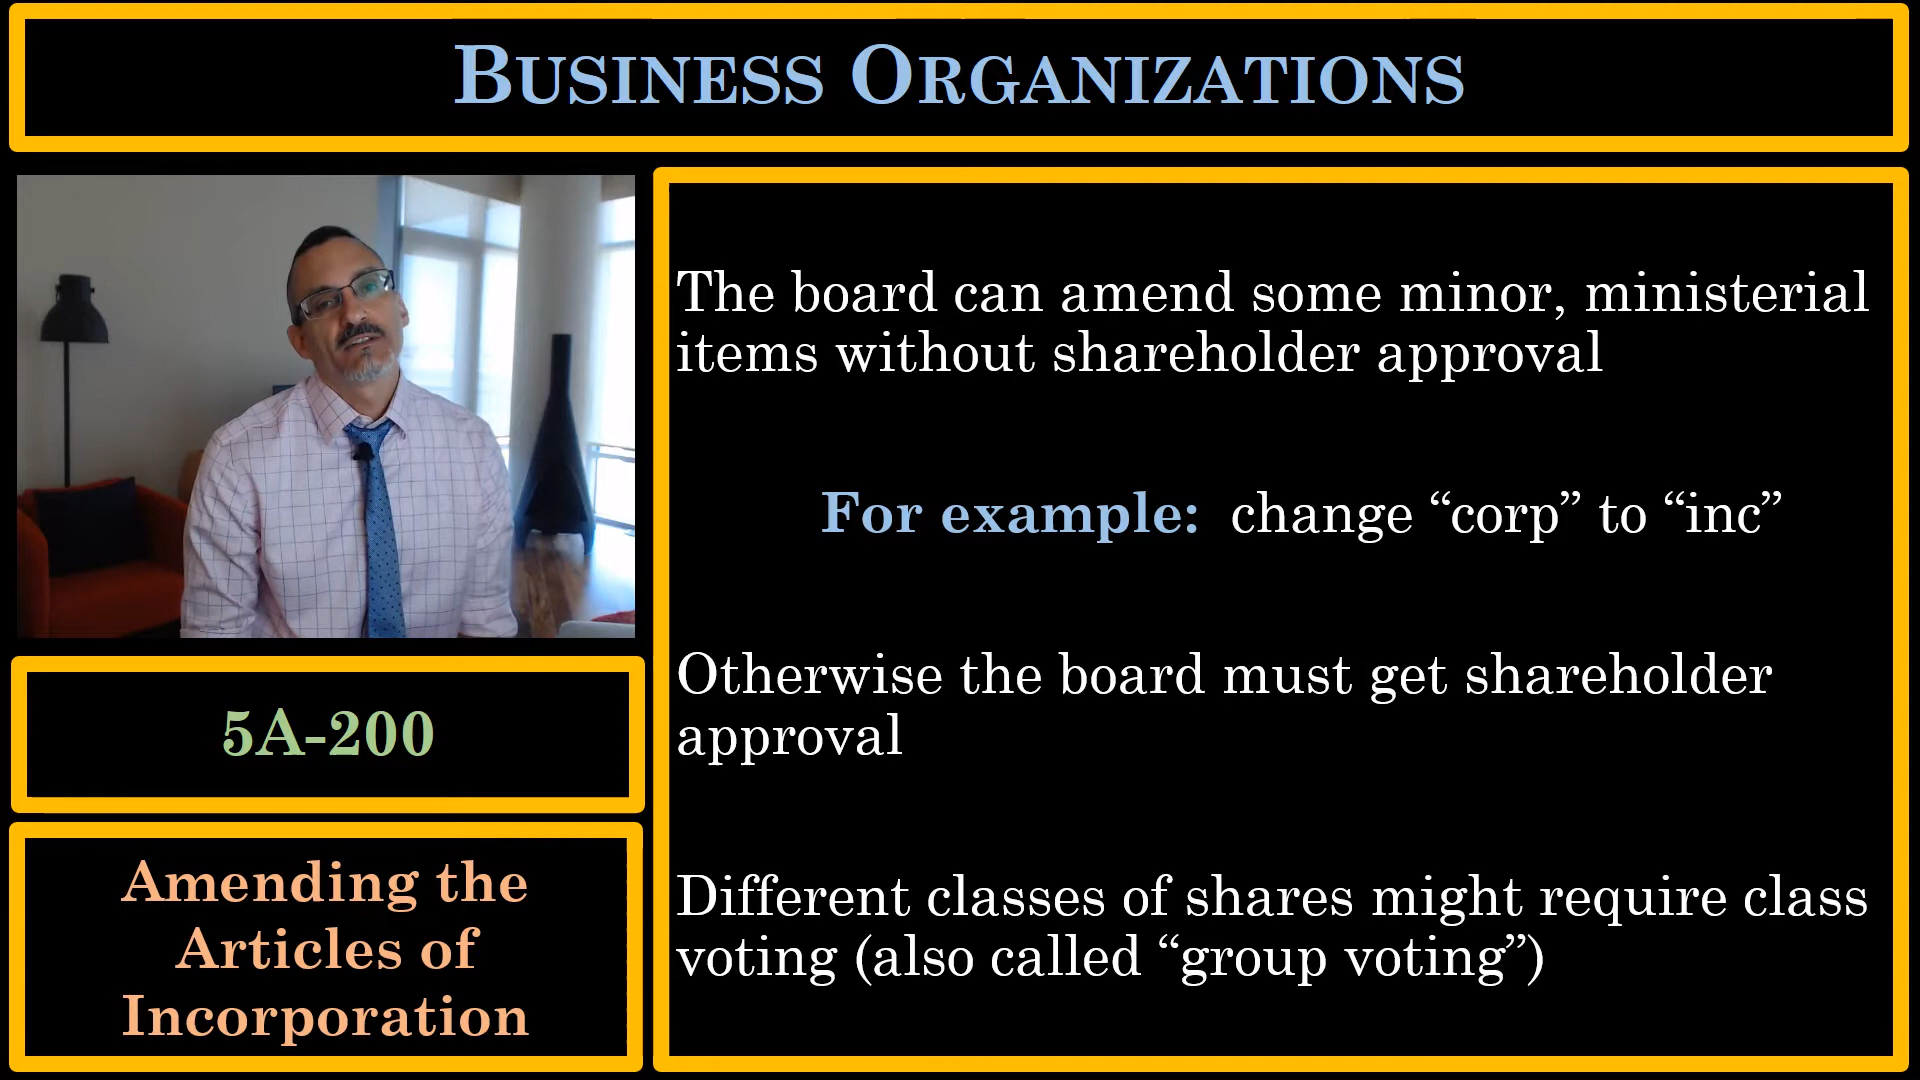 BUSINESS ORGANIZATIONS
The board can amend some minor, ministerial
items without shareholder approval
For example: change “corp” to “inc”
Otherwise the board must get shareholder
approval
Different classes of shares might require class
voting (also called “group voting”)
5A-200
Amending the
Articles of
Incorporation